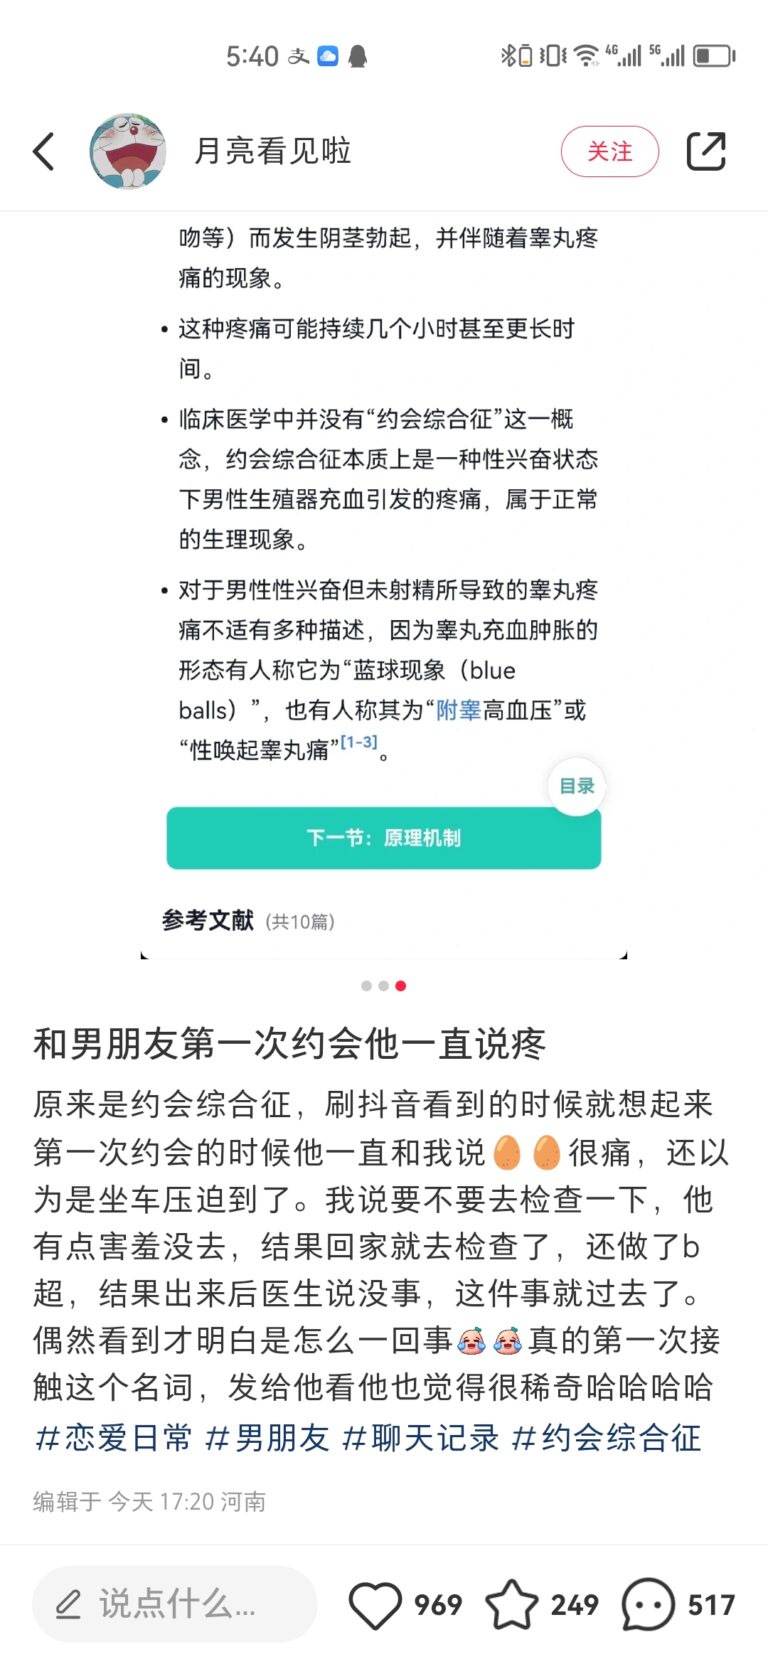 5:40
4G
5G
月亮看见啦
关注
吻等）而发生阴茎勃起，并伴随着睾丸疼
痛的现象。
• 这种疼痛可能持续几个小时甚至更长时
间。
• 临床医学中并没有“约会综合征”这一概
念，约会综合征本质上是一种性兴奋状态
下男性生殖器充血引发的疼痛，属于正常
的生理现象。
• 对于男性性兴奋但未射精所导致的睾丸疼
痛不适有多种描述，因为睾丸充血肿胀的
形态有人称它为“蓝球现象（blue
balls）”，也有人称其为“附睾高血压”或
“性唤起睾丸痛”[1-3]。
目录
下一节：原理机制
参考文献 (共10篇)
和男朋友第一次约会他一直说疼
原来是约会综合征，刷抖音看到的时候就想起来
第一次约会的时候他一直和我说🥚🥚很痛，还以
为是坐车压迫到了。我说要不要去检查一下，他
有点害羞没去，结果回家就去检查了，还做了b
超，结果出来后医生说没事，这件事就过去了。
偶然看到才明白是怎么一回事真的第一次接
触这个名词，发给他看他也觉得很稀奇哈哈哈哈
#恋爱日常 #男朋友 #聊天记录 #约会综合征
编辑于 今天 17:20 河南
说点什么...
969
249
517